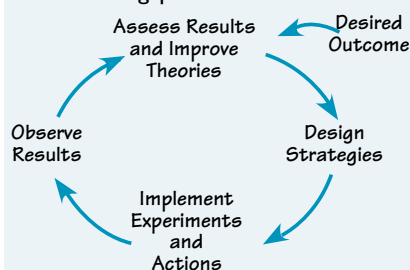 Assess Results
and Improve
Theories
Desired
Outcome
Design
Strategies
Implement
Experiments
and
Actions
Observe
Results